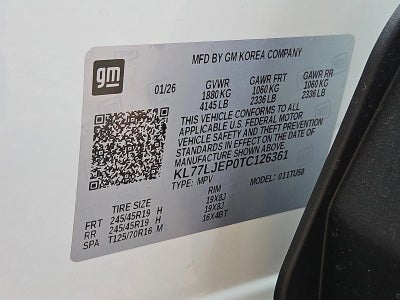 MFD BY GM KOREA COMPANY
gm
01/26 GVWR GAWR FRT GAWR RR
1880 KG 1060 KG 1060 KG
4145 LB 2336 LB 2336 LB
THIS VEHICLE CONFORMS TO ALL
APPLICABLE U.S. FEDERAL MOTOR
VEHICLE SAFETY AND THEFT PREVENTION
STANDARDS IN EFFECT ON THE DATE OF
MANUFACTURE SHOWN ABOVE.
KL77LJEP0TC126361
TYPE: MPV MODEL: 011TU58
TIRE SIZE RIM
FRT 245/45R19 H 19X8J
RR 245/45R19 H 19X8J
SPA T125/70R16 M 16X4BT